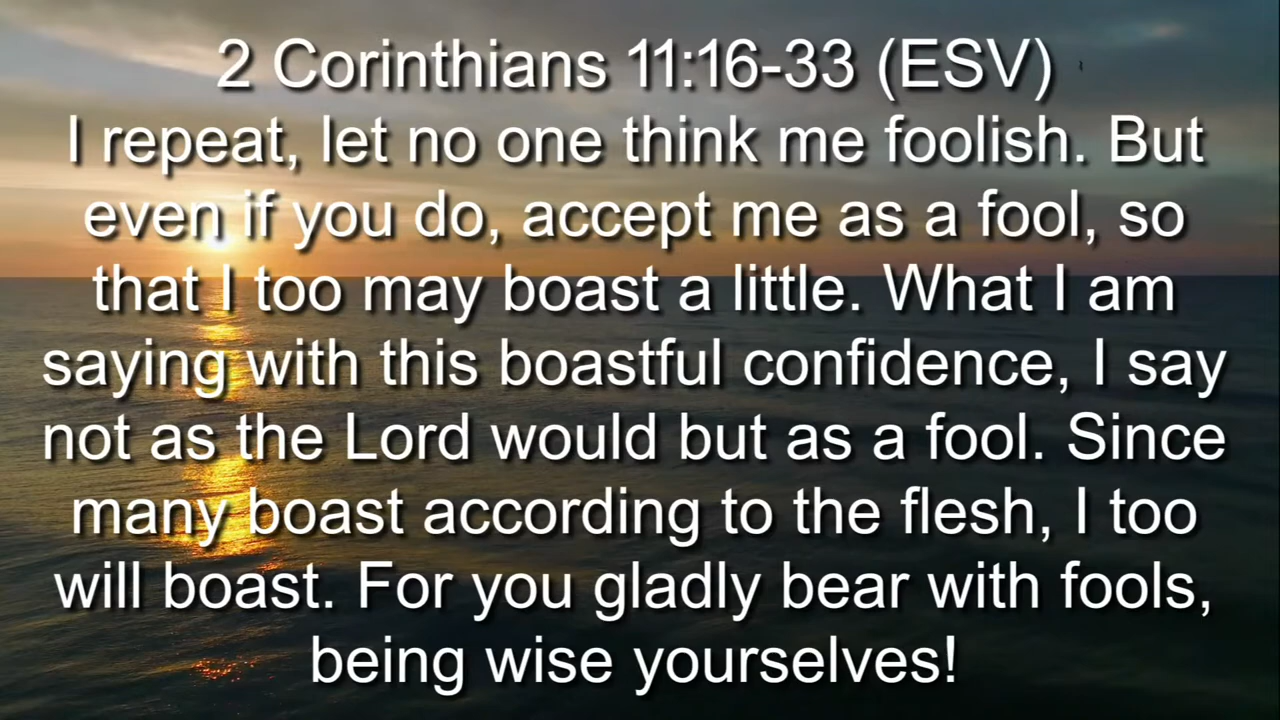 2 Corinthians 11:16-33 (ESV)
I repeat, let no one think me foolish. But
even if you do, accept me as a fool, so
that I too may boast a little. What I am
saying with this boastful confidence, I say
not as the Lord would but as a fool. Since
many boast according to the flesh, I too
will boast. For you gladly bear with fools,
being wise yourselves!